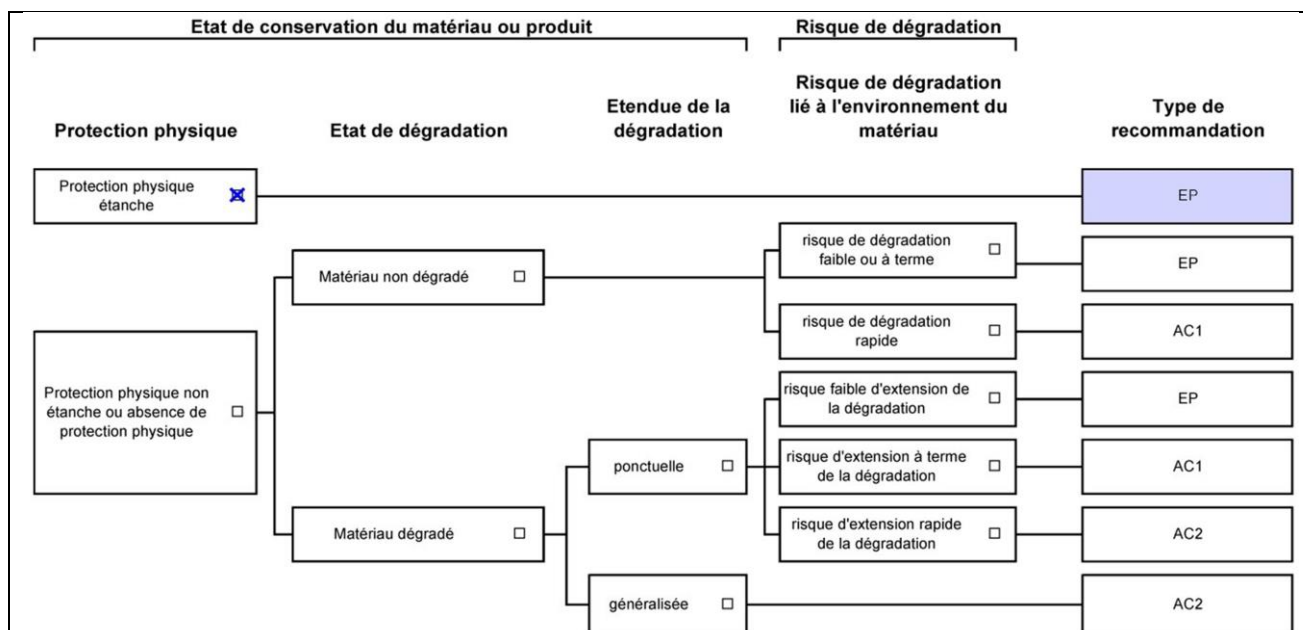 Etat de conservation du matériau ou produit
Risque de dégradation
Protection physique
Etat de dégradation
Etendue de la
dégradation
Risque de dégradation
lié à l'environnement du
matériau
Type de
recommandation
Protection physique
étanche
EP
Matériau non dégradé
risque de dégradation
faible ou à terme
EP
risque de dégradation
rapide
AC1
Protection physique non
étanche ou absence de
protection physique
Matériau dégradé
ponctuelle
risque faible d'extension de
la dégradation
EP
risque d'extension à terme
de la dégradation
AC1
risque d'extension rapide
de la dégradation
AC2
généralisée
AC2